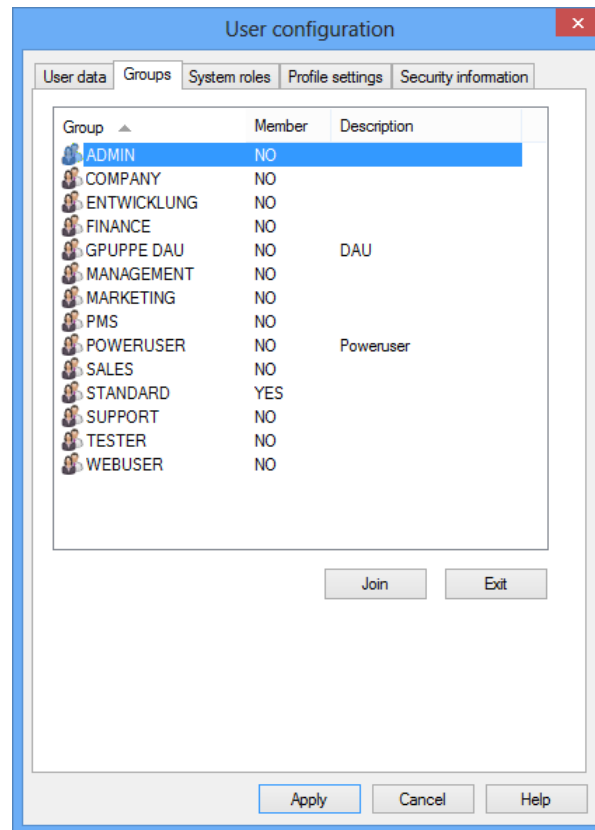 User configuration
User data Groups System roles Profile settings Security information
Group Member Description
ADMIN NO
COMPANY NO
ENTWICKLUNG NO
FINANCE NO
GPUPPE DAU NO DAU
MANAGEMENT NO
MARKETING NO
PMS NO
POWERUSER NO Poweruser
SALES NO
STANDARD YES
SUPPORT NO
TESTER NO
WEBUSER NO
Join Exit
Apply Cancel Help